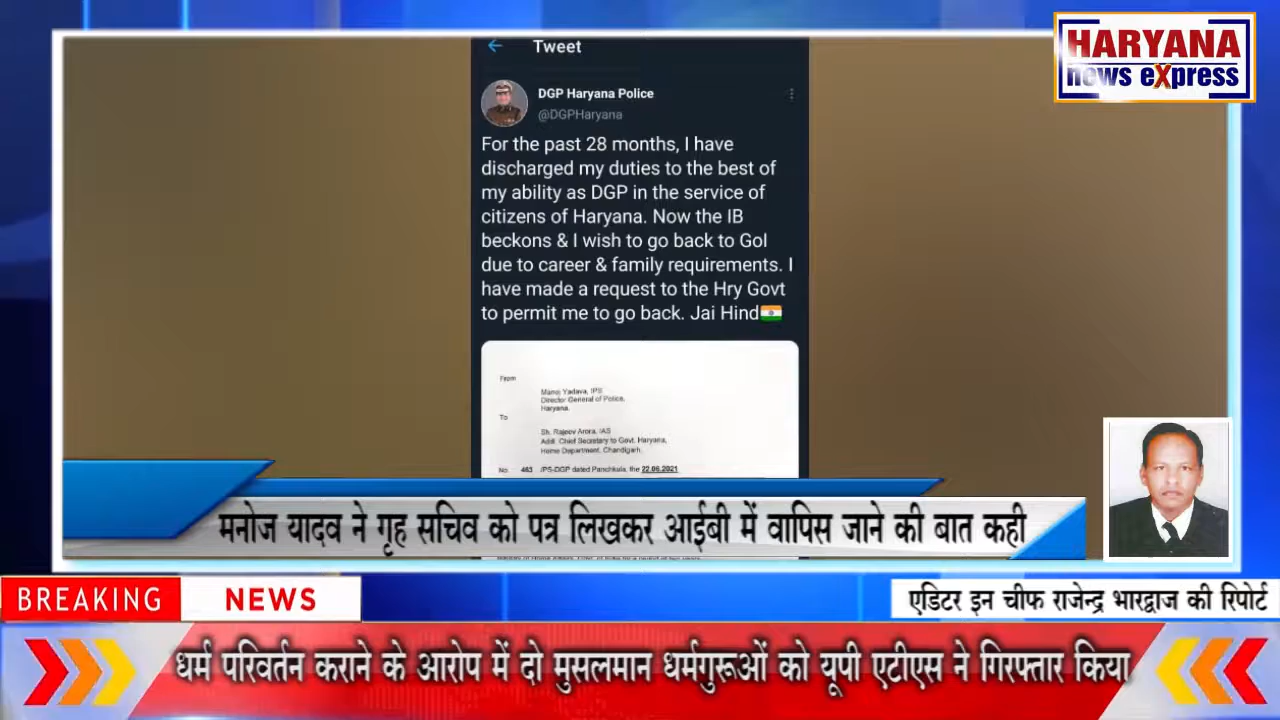 HARYANA
news eXpress
Tweet
DGP Haryana Police
@DGPHaryana
For the past 28 months, I have
discharged my duties to the best of
my ability as DGP in the service of
citizens of Haryana. Now the IB
beckons & I wish to go back to GoI
due to career & family requirements. I
have made a request to the Hry Govt
to permit me to go back. Jai Hind🇮🇳
From
Manoj Yadava, IPS
Director General of Police,
Haryana.
To
Sh. Rajeev Arora, IAS
Addl. Chief Secretary to Govt. Haryana,
Home Department, Chandigarh.
No. 463 /PS-DGP dated Panchkula, the 22.06.2021
मनोज यादव ने गृह सचिव को पत्र लिखकर आईबी में वापिस जाने की बात कही
BREAKING NEWS
एडिटर इन चीफ राजेन्द्र भारद्वाज की रिपोर्ट
धर्म परिवर्तन कराने के आरोप में दो मुसलमान धर्मगुरूओं को यूपी एटीएस ने गिरफ्तार किया